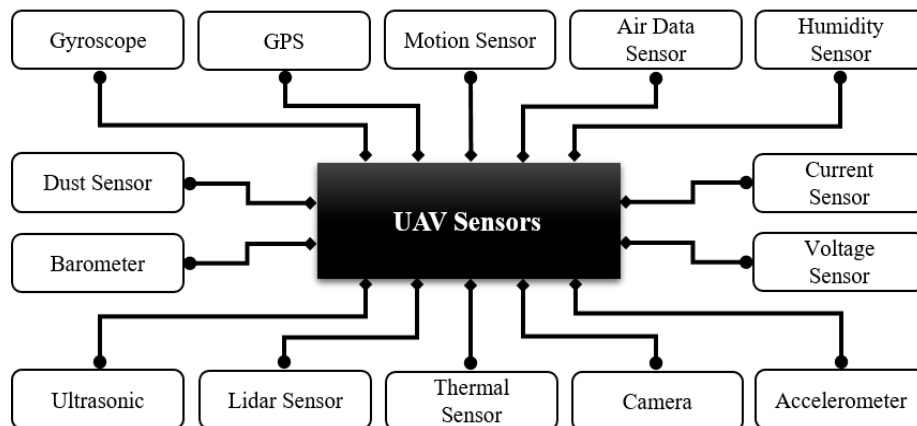 Gyroscope
GPS
Motion Sensor
Air Data
Sensor
Humidity
Sensor
Dust Sensor
Current
Sensor
UAV Sensors
Barometer
Voltage
Sensor
Ultrasonic
Lidar Sensor
Thermal
Sensor
Camera
Accelerometer